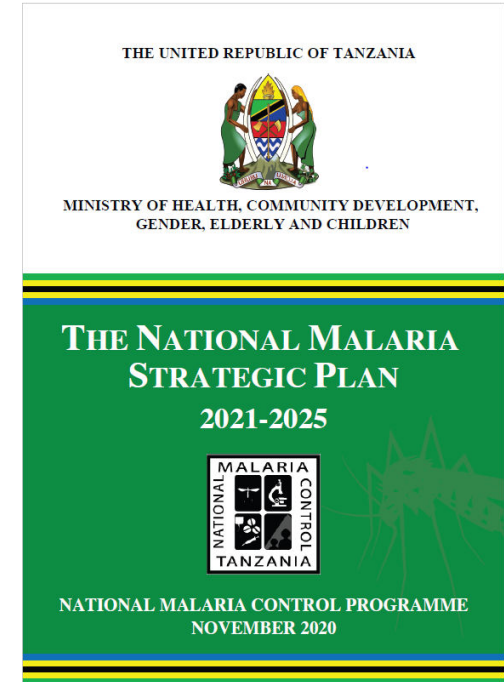 THE UNITED REPUBLIC OF TANZANIA
MINISTRY OF HEALTH, COMMUNITY DEVELOPMENT,
GENDER, ELDERLY AND CHILDREN
THE NATIONAL MALARIA
STRATEGIC PLAN
2021-2025
MALARIA
NATIONAL
CONTROL
TANZANIA
NATIONAL MALARIA CONTROL PROGRAMME
NOVEMBER 2020